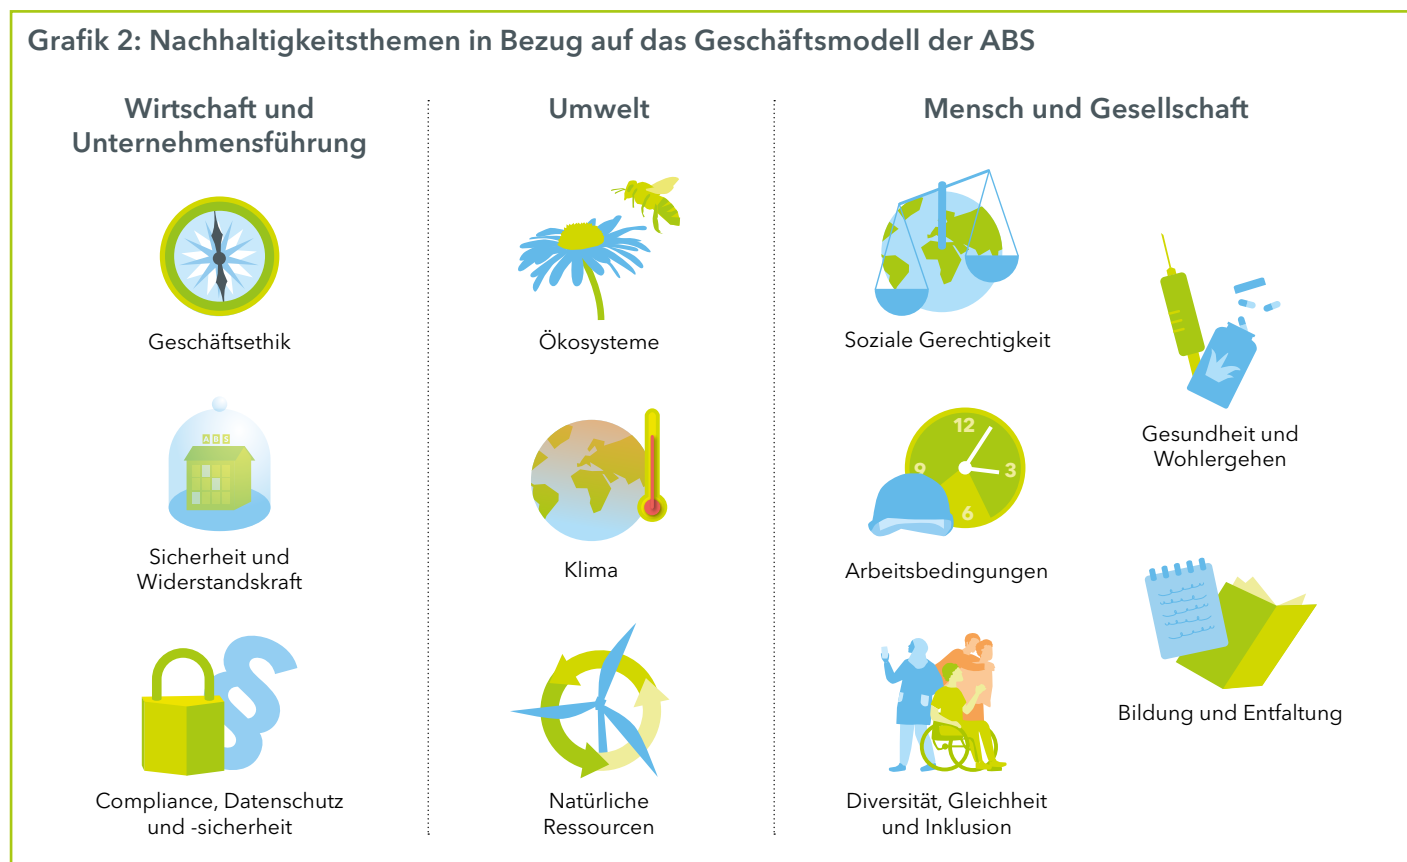 Grafik 2: Nachhaltigkeitsthemen in Bezug auf das Geschäftsmodell der ABS
Wirtschaft und
Unternehmensführung
Geschäftsethik
ABS
Sicherheit und
Widerstandskraft
Compliance, Datenschutz
und -sicherheit
Umwelt
Ökosysteme
Klima
Natürliche
Ressourcen
Mensch und Gesellschaft
Soziale Gerechtigkeit
12
9
3
6
Arbeitsbedingungen
Diversität, Gleichheit
und Inklusion
Gesundheit und
Wohlergehen
Bildung und Entfaltung